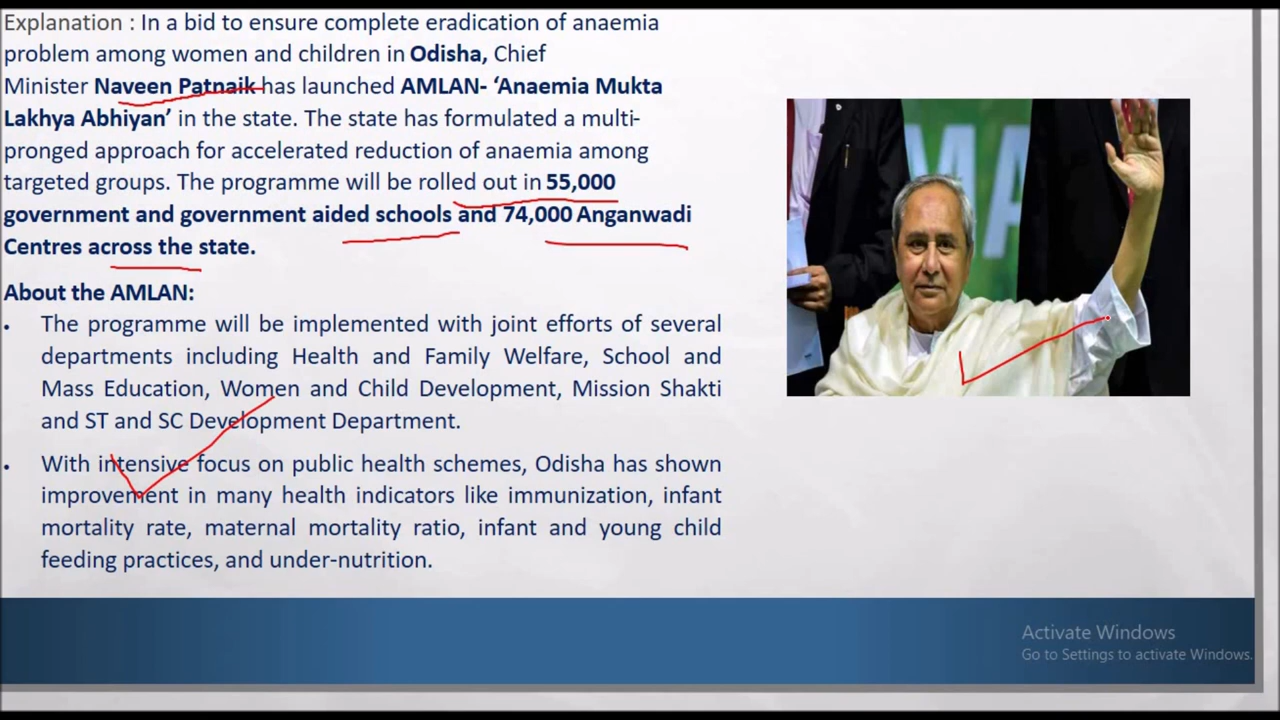 Explanation : In a bid to ensure complete eradication of anaemia
problem among women and children in Odisha, Chief
Minister Naveen Patnaik has launched AMLAN- ‘Anaemia Mukta
Lakhya Abhiyan’ in the state. The state has formulated a multi-
pronged approach for accelerated reduction of anaemia among
targeted groups. The programme will be rolled out in 55,000
government and government aided schools and 74,000 Anganwadi
Centres across the state.
About the AMLAN:
• The programme will be implemented with joint efforts of several
departments including Health and Family Welfare, School and
Mass Education, Women and Child Development, Mission Shakti
and ST and SC Development Department.
• With intensive focus on public health schemes, Odisha has shown
improvement in many health indicators like immunization, infant
mortality rate, maternal mortality ratio, infant and young child
feeding practices, and under-nutrition.
MA
Activate Windows
Go to Settings to activate Windows.